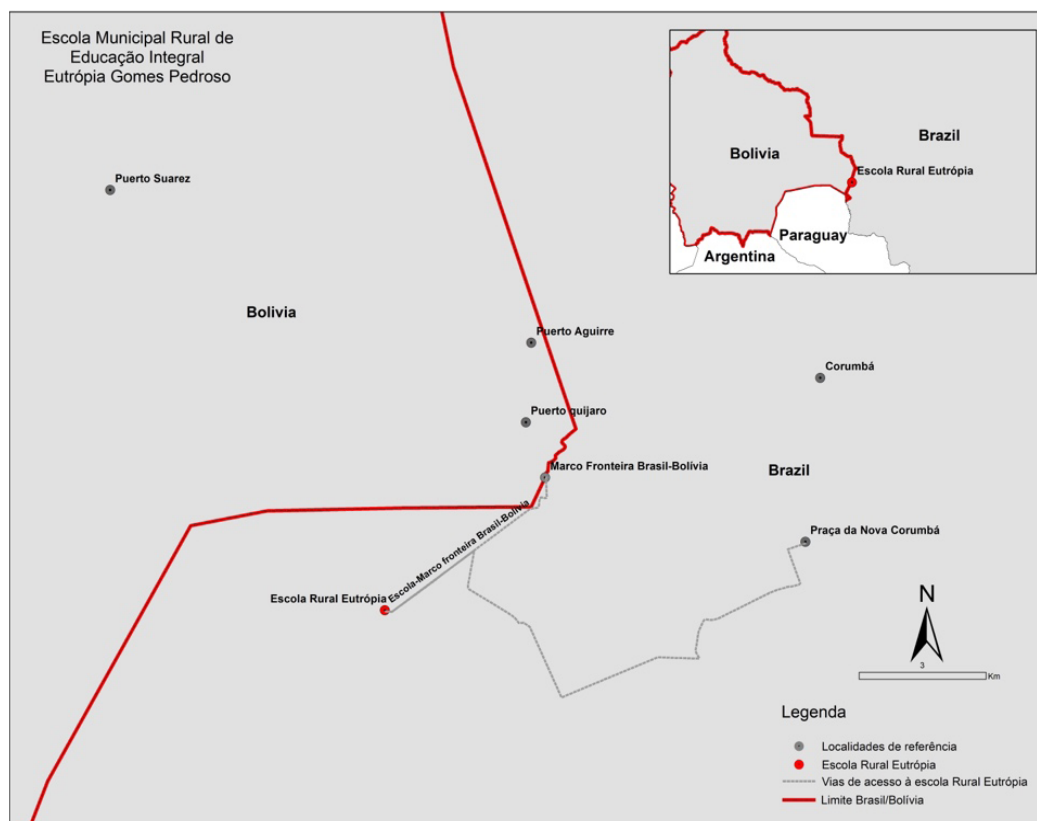 Escola Municipal Rural de
Educação Integral
Eutrópia Gomes Pedroso
Bolivia
Brazil
Escola Rural Eutrópia
Paraguay
Argentina
Puerto Suarez
Bolivia
Puerto Aguirre
Corumbá
Puerto quijaro
Marco Fronteira Brasil-Bolívia
Brazil
Escola-Marco fronteira Brasil-Bolívia
Praça da Nova Corumbá
Escola Rural Eutrópia
N
3
Km
Legenda
Localidades de referência
Escola Rural Eutrópia
Vias de acesso à escola Rural Eutrópia
Limite Brasil/Bolívia